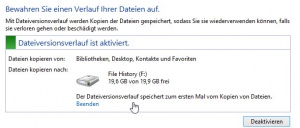 Bewahren Sie einen Verlauf Ihrer Dateien auf.
Mit Dateiversionsverlauf werden Kopien der Dateien gespeichert, sodass Sie sie wiederverwenden können, falls
sie verloren gehen oder beschädigt werden.
Dateiversionsverlauf ist aktiviert.
Dateien kopieren von: Bibliotheken, Desktop, Kontakte und Favoriten
Dateien kopieren nach: File History (F:)
19,6 GB von 19,9 GB frei
Der Dateiversionsverlauf speichert zum ersten Mal vom Kopien von Dateien.
Beenden
Deaktivieren